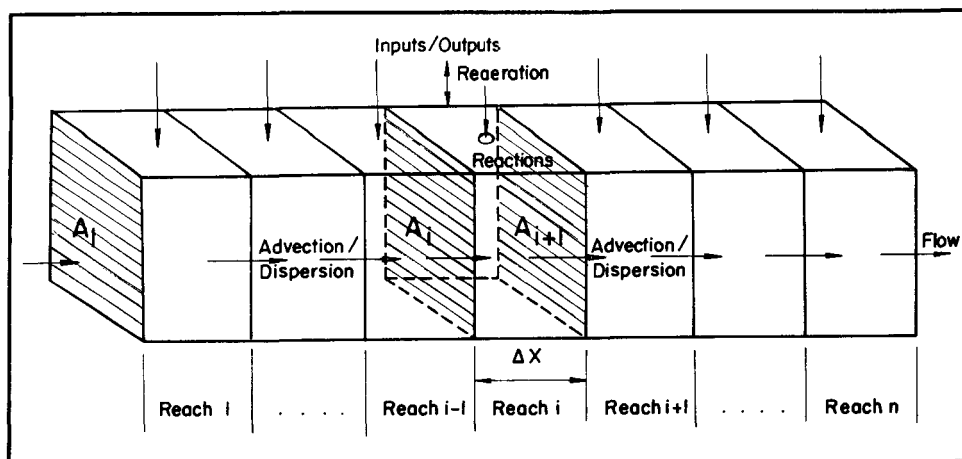 Inputs/Outputs
Reaeration
Reactions
A₁
Advection/
Dispersion
Aᵢ
Aᵢ₊₁
Advection/
Dispersion
Flow
ΔX
Reach 1
. . . .
Reach i-1
Reach i
Reach i+1
. . . .
Reach n